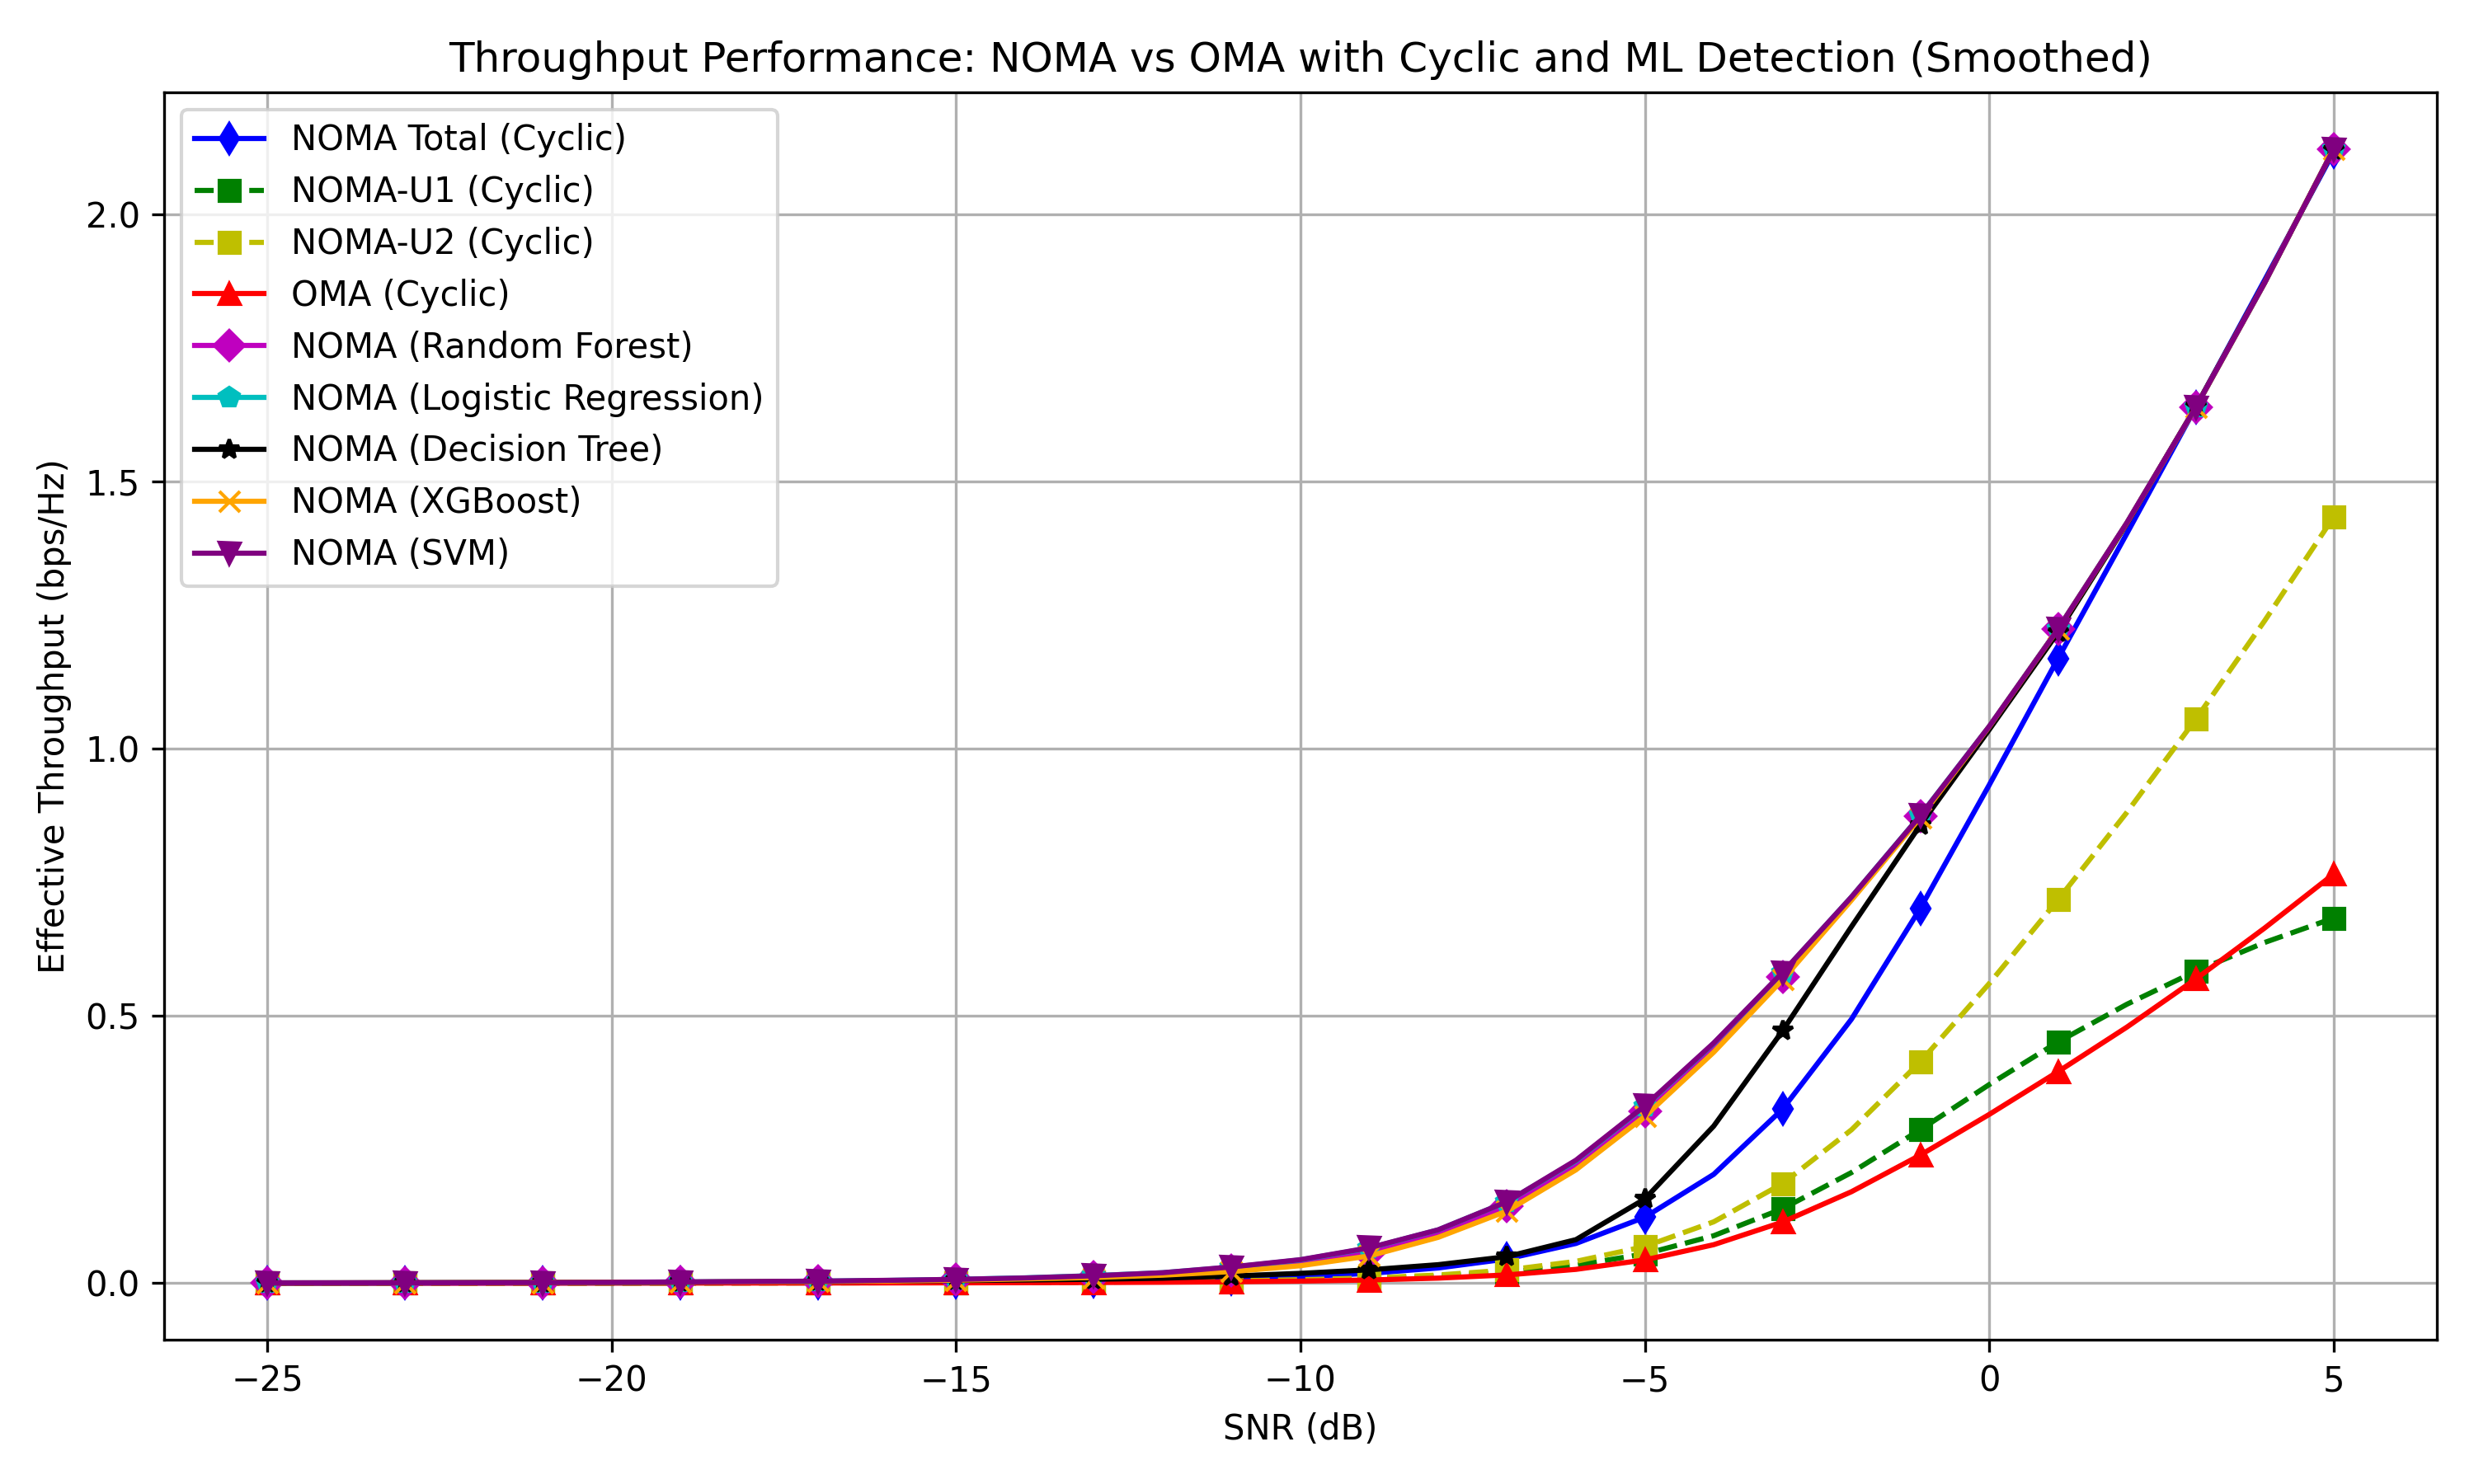 Throughput Performance: NOMA vs OMA with Cyclic and ML Detection (Smoothed)
NOMA Total (Cyclic)
NOMA-U1 (Cyclic)
NOMA-U2 (Cyclic)
OMA (Cyclic)
NOMA (Random Forest)
NOMA (Logistic Regression)
NOMA (Decision Tree)
NOMA (XGBoost)
NOMA (SVM)
Effective Throughput (bps/Hz)
2.0
1.5
1.0
0.5
0.0
−25 −20 −15 −10 −5 0 5
SNR (dB)